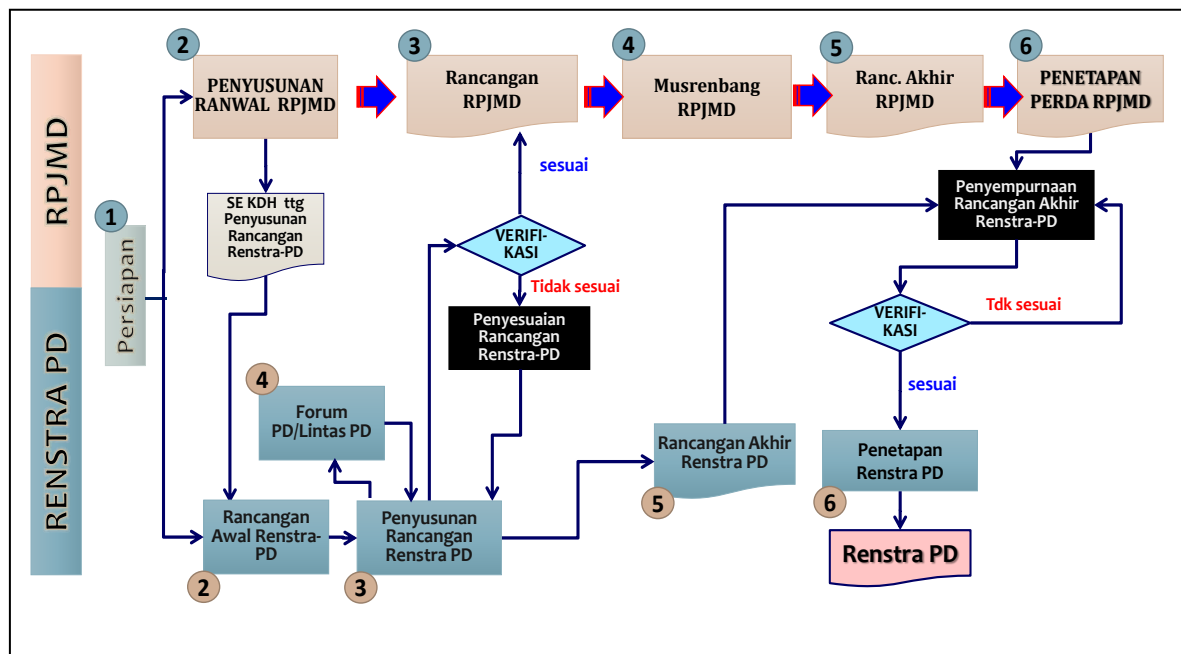 RPJMD
RENSTRA PD
1
Persiapan
2
PENYUSUNAN
RANWAL RPJMD
3
Rancangan
RPJMD
4
Musrenbang
RPJMD
5
Ranc. Akhir
RPJMD
6
PENETAPAN
PERDA RPJMD
SE KDH ttg
Penyusunan
Rancangan
Renstra-PD
sesuai
VERIFI-
KASI
Tidak sesuai
Penyesuaian
Rancangan
Renstra-PD
Penyempurnaan
Rancangan Akhir
Renstra-PD
VERIFI-
KASI
Tdk sesuai
sesuai
4
Forum
PD/Lintas PD
Rancangan Akhir
Renstra PD
5
Penetapan
Renstra PD
6
Rancangan
Awal Renstra-
PD
2
Penyusunan
Rancangan
Renstra PD
3
Renstra PD